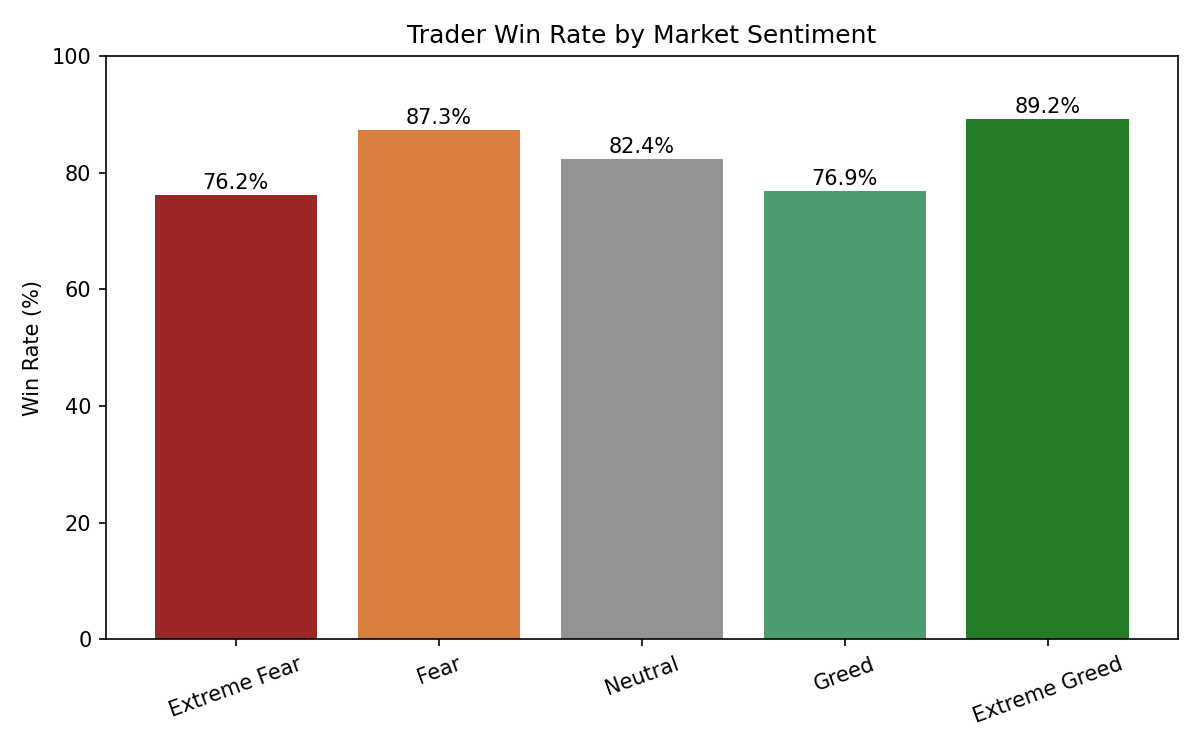 Trader Win Rate by Market Sentiment
Win Rate (%)
100
80
60
40
20
0
76.2%
87.3%
82.4%
76.9%
89.2%
Extreme Fear
Fear
Neutral
Greed
Extreme Greed